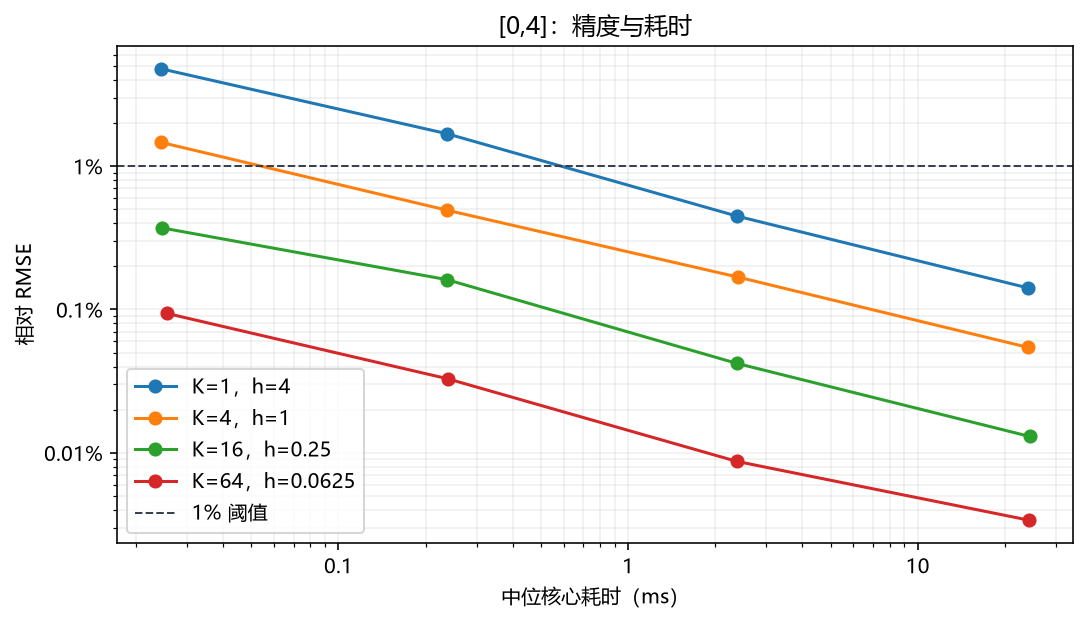 [0,4]：精度与耗时
相对 RMSE
1%
0.1%
0.01%
K=1，h=4
K=4，h=1
K=16，h=0.25
K=64，h=0.0625
1% 阈值
0.1
1
10
中位核心耗时（ms）